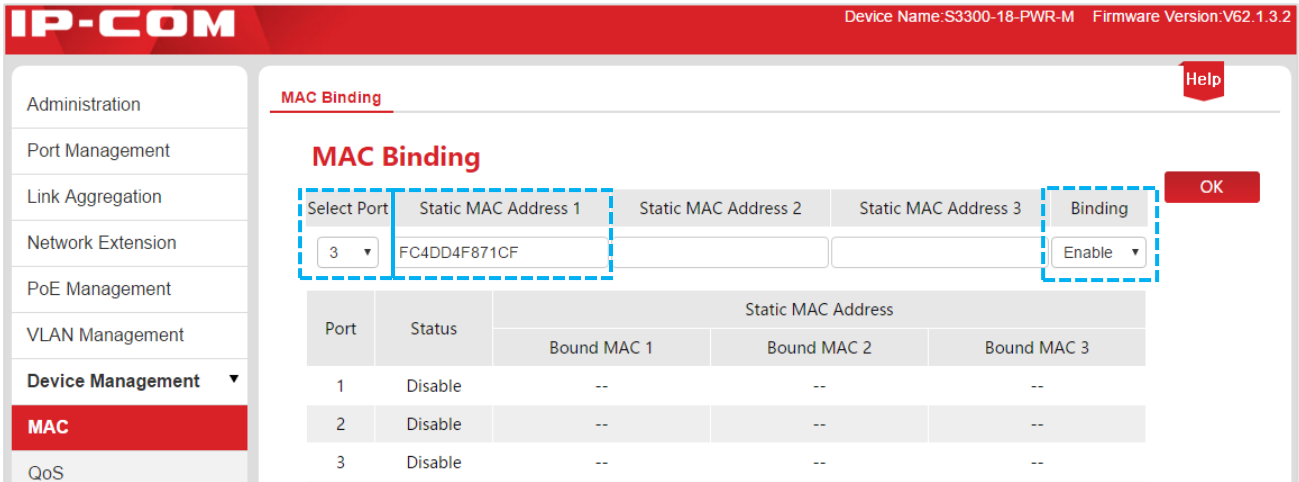 IP-COM
Device Name:S3300-18-PWR-M Firmware Version:V62.1.3.2
Administration
Port Management
Link Aggregation
Network Extension
PoE Management
VLAN Management
Device Management
MAC
QoS
MAC Binding
Help
MAC Binding
OK
Select Port Static MAC Address 1 Static MAC Address 2 Static MAC Address 3 Binding
3 FC4DD4F871CF Enable
Port Status Static MAC Address
Bound MAC 1 Bound MAC 2 Bound MAC 3
1 Disable -- -- --
2 Disable -- -- --
3 Disable -- -- --